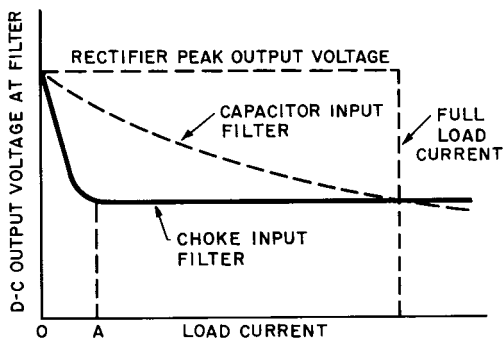 D-C OUTPUT VOLTAGE AT FILTER
RECTIFIER PEAK OUTPUT VOLTAGE
CAPACITOR INPUT
FILTER
FULL
LOAD
CURRENT
CHOKE INPUT
FILTER
O
A
LOAD CURRENT